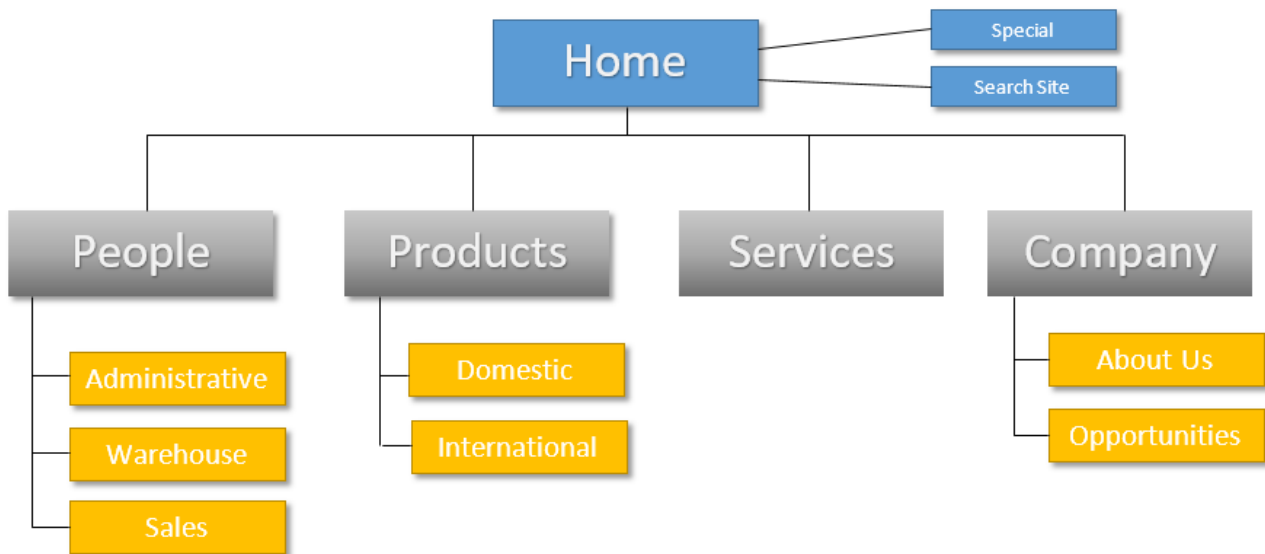 Home
Special
Search Site
People
Products
Services
Company
Administrative
Warehouse
Sales
Domestic
International
About Us
Opportunities